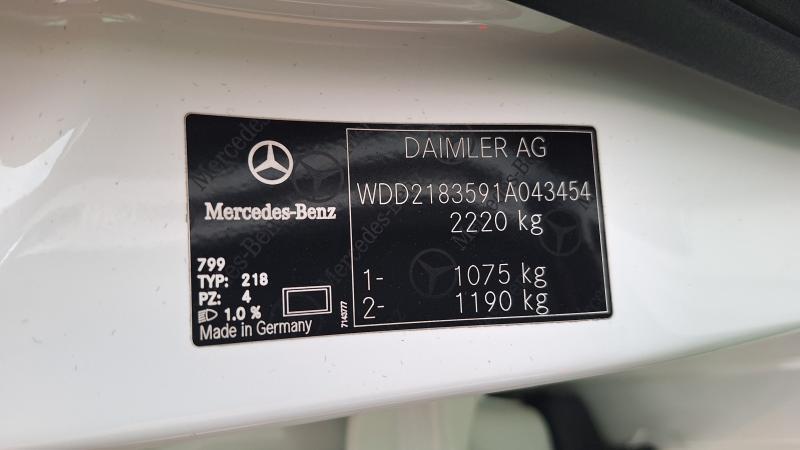 Mercedes-Benz
799
TYP: 218
PZ: 4
1.0 %
Made in Germany
7143777
DAIMLER AG
WDD2183591A043454
2220 kg
1- 1075 kg
2- 1190 kg